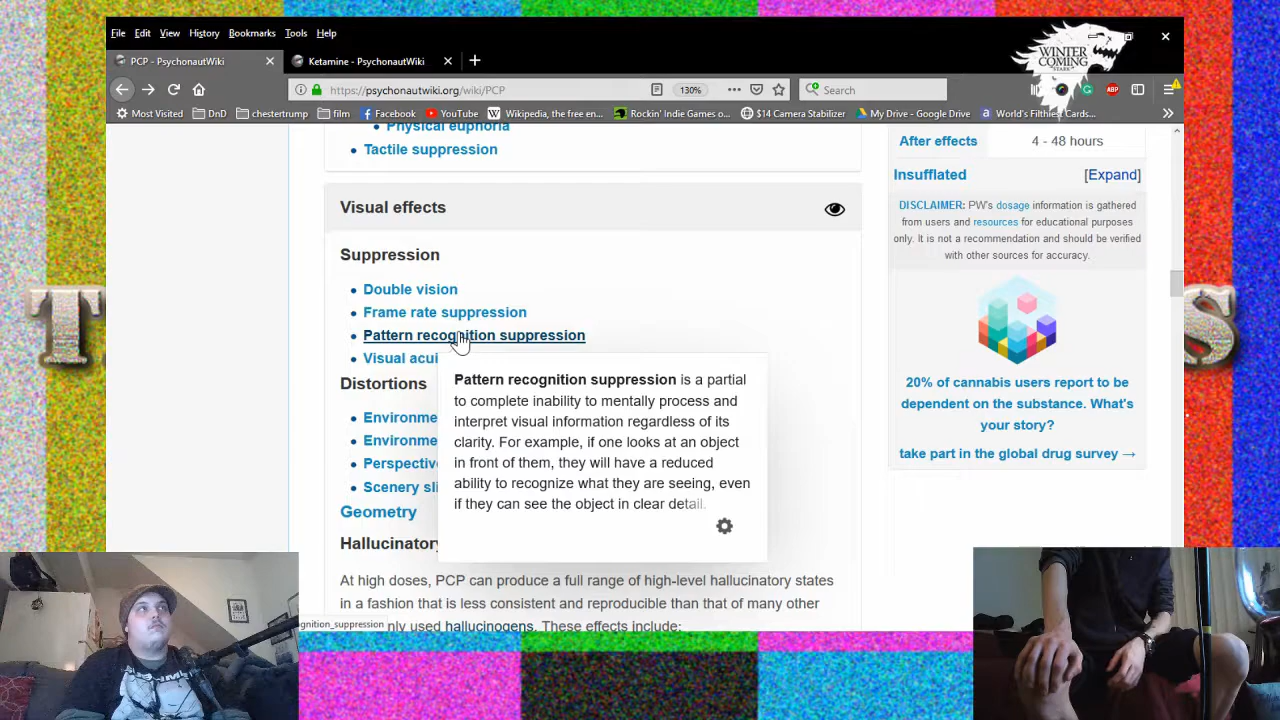 File Edit View History Bookmarks Tools Help
WINTER
COMING
STARK
PCP - PsychonautWiki
Ketamine - PsychonautWiki
https://psychonautwiki.org/wiki/PCP
130%
Search
ABP
Most Visited DnD film chestertrump Facebook YouTube Wikipedia, the free en... Rockin' Indie Games o... $14 Camera Stabilizer My Drive - Google Drive World's Filthiest Cards...
Physical euphoria
Tactile suppression
Visual effects
Suppression
Double vision
Frame rate suppression
Pattern recognition suppression
Visual acui
Pattern recognition suppression is a partial
to complete inability to mentally process and
interpret visual information regardless of its
clarity. For example, if one looks at an object
in front of them, they will have a reduced
ability to recognize what they are seeing, even
if they can see the object in clear detail.
Distortions
Environme
Environme
Perspective
Scenery sli
Geometry
Hallucinatory
At high doses, PCP can produce a full range of high-level hallucinatory states
in a fashion that is less consistent and reproducible than that of many other
nly used hallucinogens. These effects include:
gnition_suppression
After effects 4 - 48 hours
Insufflated [Expand]
DISCLAIMER: PW's dosage information is gathered
from users and resources for educational purposes
only. It is not a recommendation and should be verified
with other sources for accuracy.
20% of cannabis users report to be
dependent on the substance. What's
your story?
take part in the global drug survey →
T
S